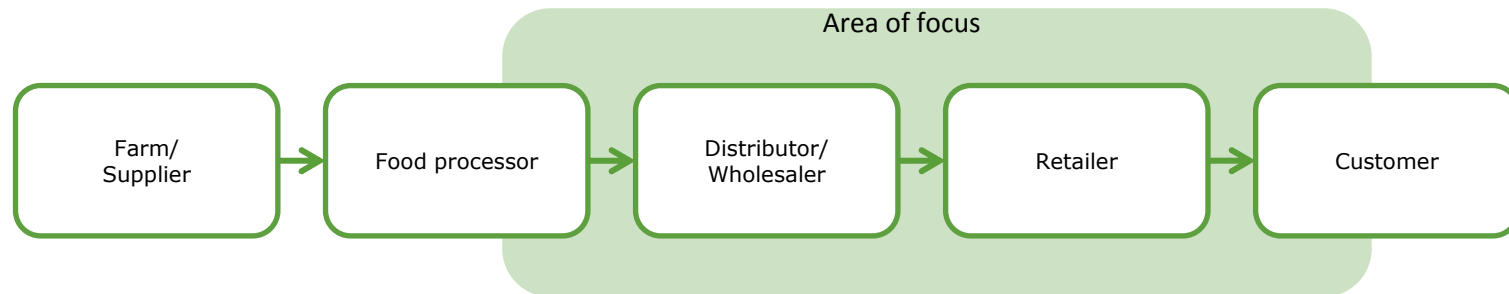 Area of focus
Farm/
Supplier
Food processor
Distributor/
Wholesaler
Retailer
Customer